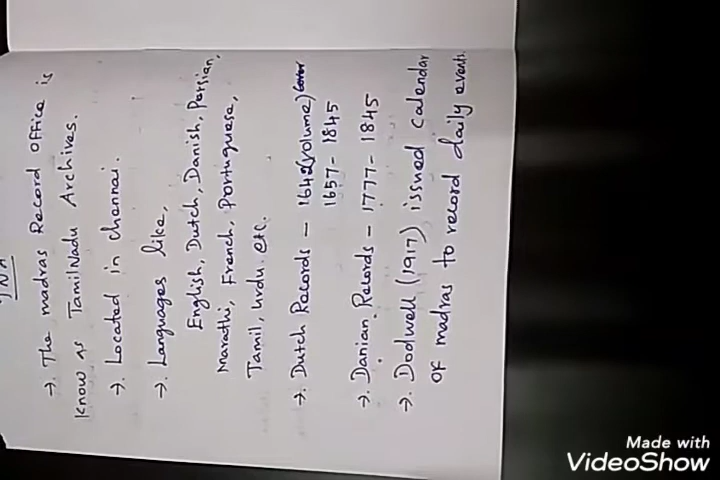 TNA
→ The madras Record office is
know as TamilNadu Archives.
→ Located in chennai.
→ Languages like,
English, Dutch, Danish, Persian,
Marathi, French, Portuguese,
Tamil, urdu. etc.
→ Dutch Records - 1642(volume)
1657 - 1845
→ Danian Records - 1777 - 1845
→ Dodwell (1917) issued calendar
of madras to record daily events
Made with
VideoShow